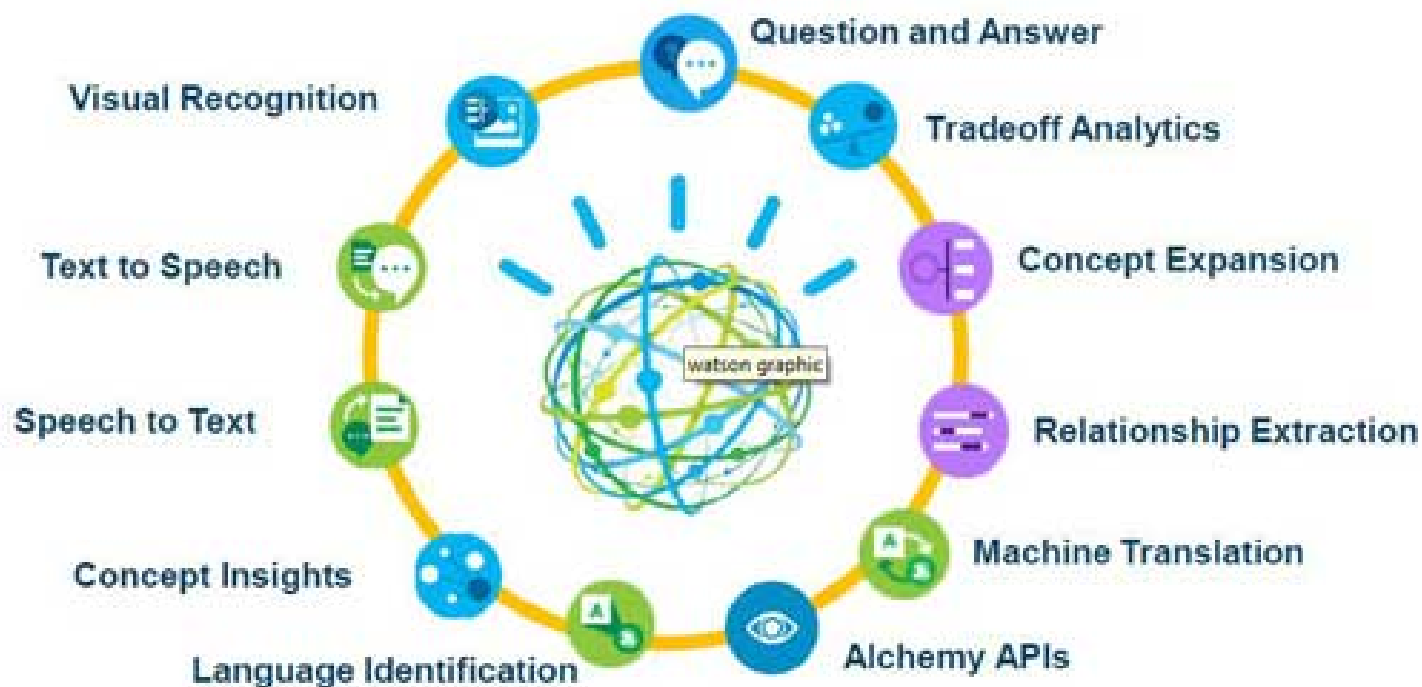 Question and Answer
Visual Recognition
Tradeoff Analytics
Text to Speech
Concept Expansion
watson graphic
Speech to Text
Relationship Extraction
Machine Translation
Concept Insights
Alchemy APIs
Language Identification
A
A